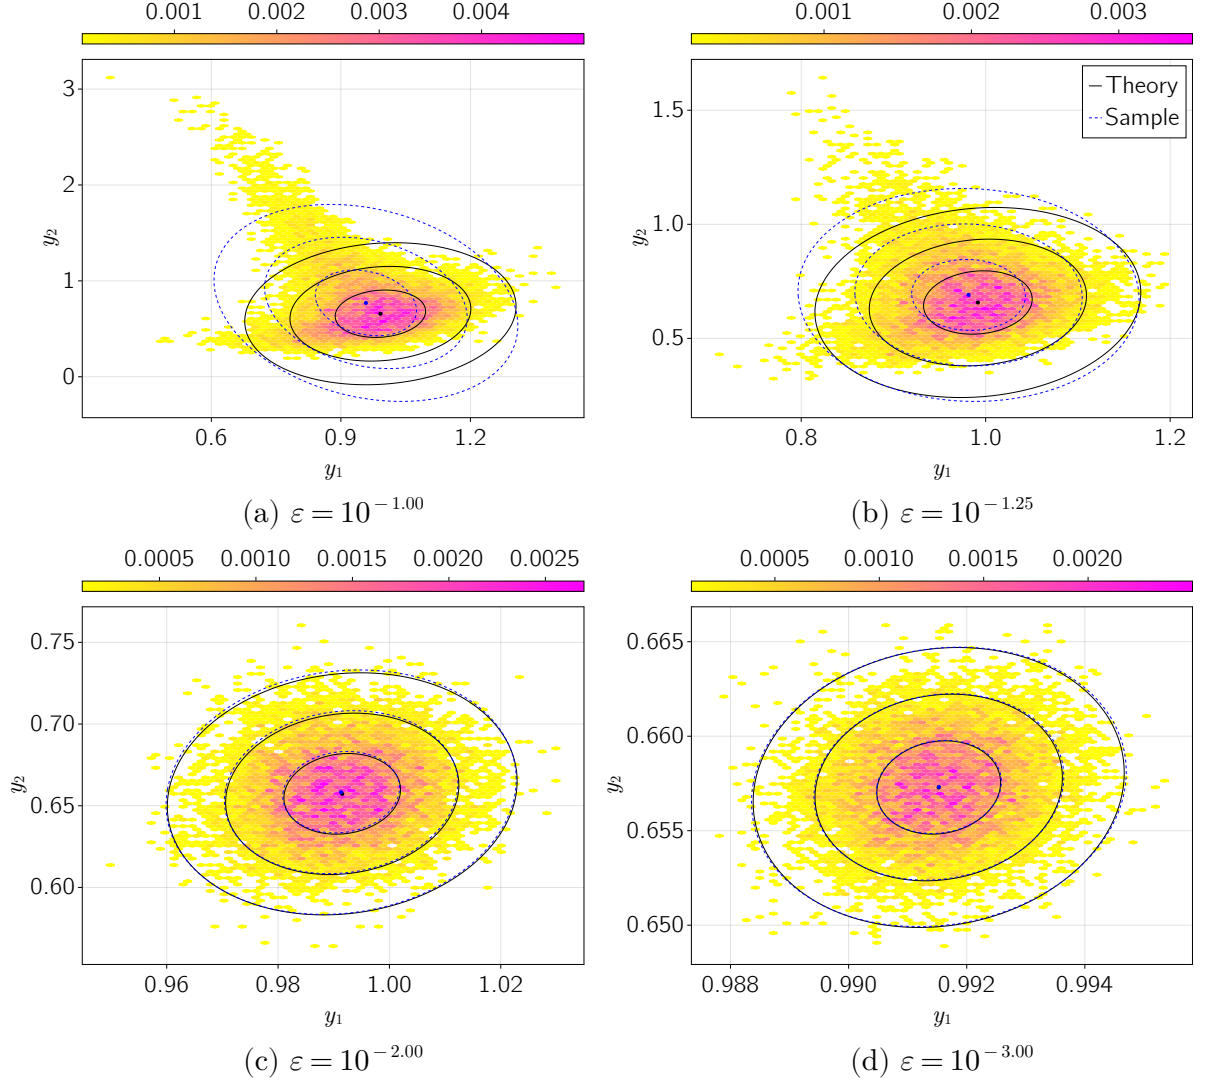 0.001 0.002 0.003 0.004
0.001 0.002 0.003
3
2
1
0
y₂
0.6 0.9 1.2
y₁
(a) ε = 10^−1.00
Theory
Sample
1.5
1.0
0.5
y₂
0.8 1.0 1.2
y₁
(b) ε = 10^−1.25
0.0005 0.0010 0.0015 0.0020 0.0025
0.75
0.70
0.65
0.60
y₂
0.96 0.98 1.00 1.02
y₁
(c) ε = 10^−2.00
0.0005 0.0010 0.0015 0.0020
0.665
0.660
0.655
0.650
y₂
0.988 0.990 0.992 0.994
y₁
(d) ε = 10^−3.00